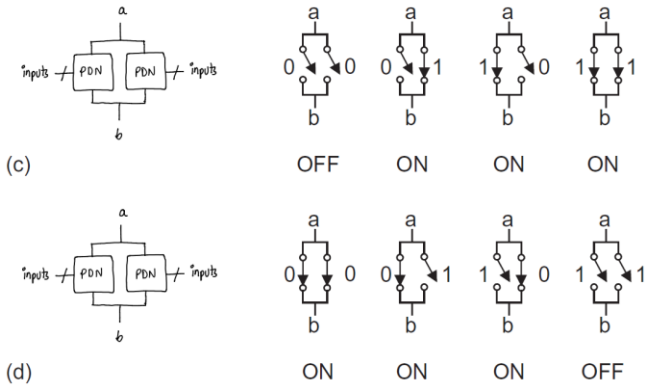 a a a a a
inputs PDN PDN inputs 0 0 0 1 1 0 1 1
b b b b b
(c) OFF ON ON ON
a a a a a
inputs PDN PDN inputs 0 0 0 1 1 0 1 1
b b b b b
(d) ON ON ON OFF